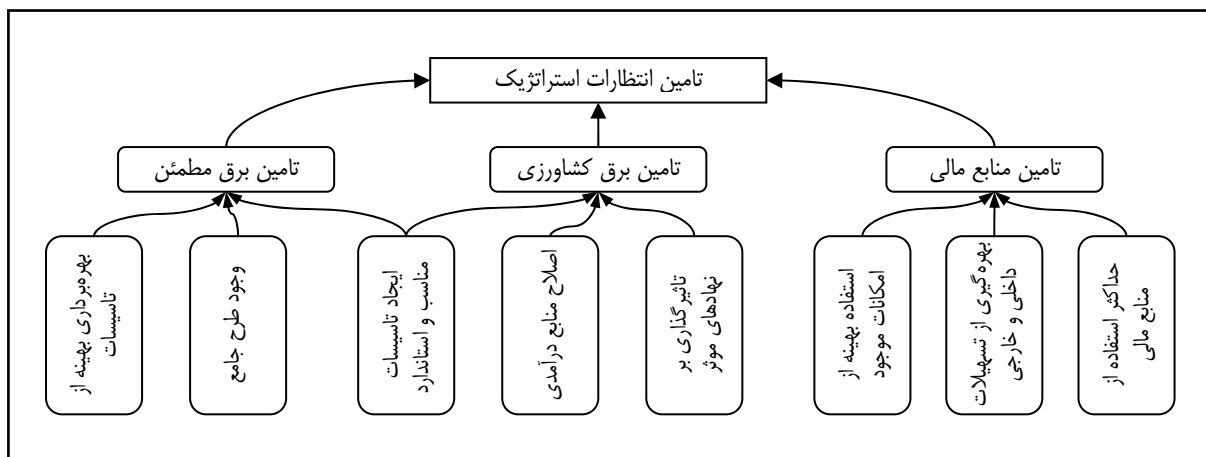 تامین انتظارات استراتژیک
تامین منابع مالی
تامین برق کشاورزی
تامین برق مطمئن
حداکثر استفاده از
منابع مالی
بهره‌گیری از تسهیلات
داخلی و خارجی
استفاده بهینه از
امکانات موجود
تاثیرگذاری بر
نهادهای موثر
اصلاح منابع درآمدی
ایجاد تاسیسات
مناسب و استاندارد
وجود طرح جامع
بهره‌برداری بهینه از
تاسیسات